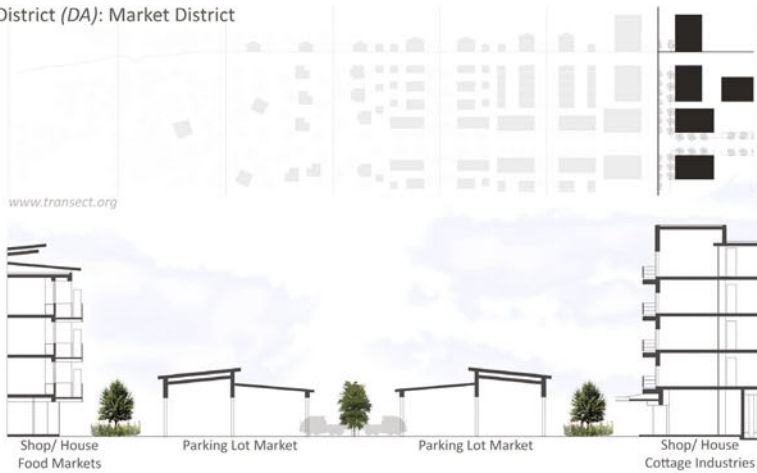 District (DA): Market District
www.transect.org
Shop/ House
Food Markets
Parking Lot Market
Parking Lot Market
Shop/ House
Cottage Industries